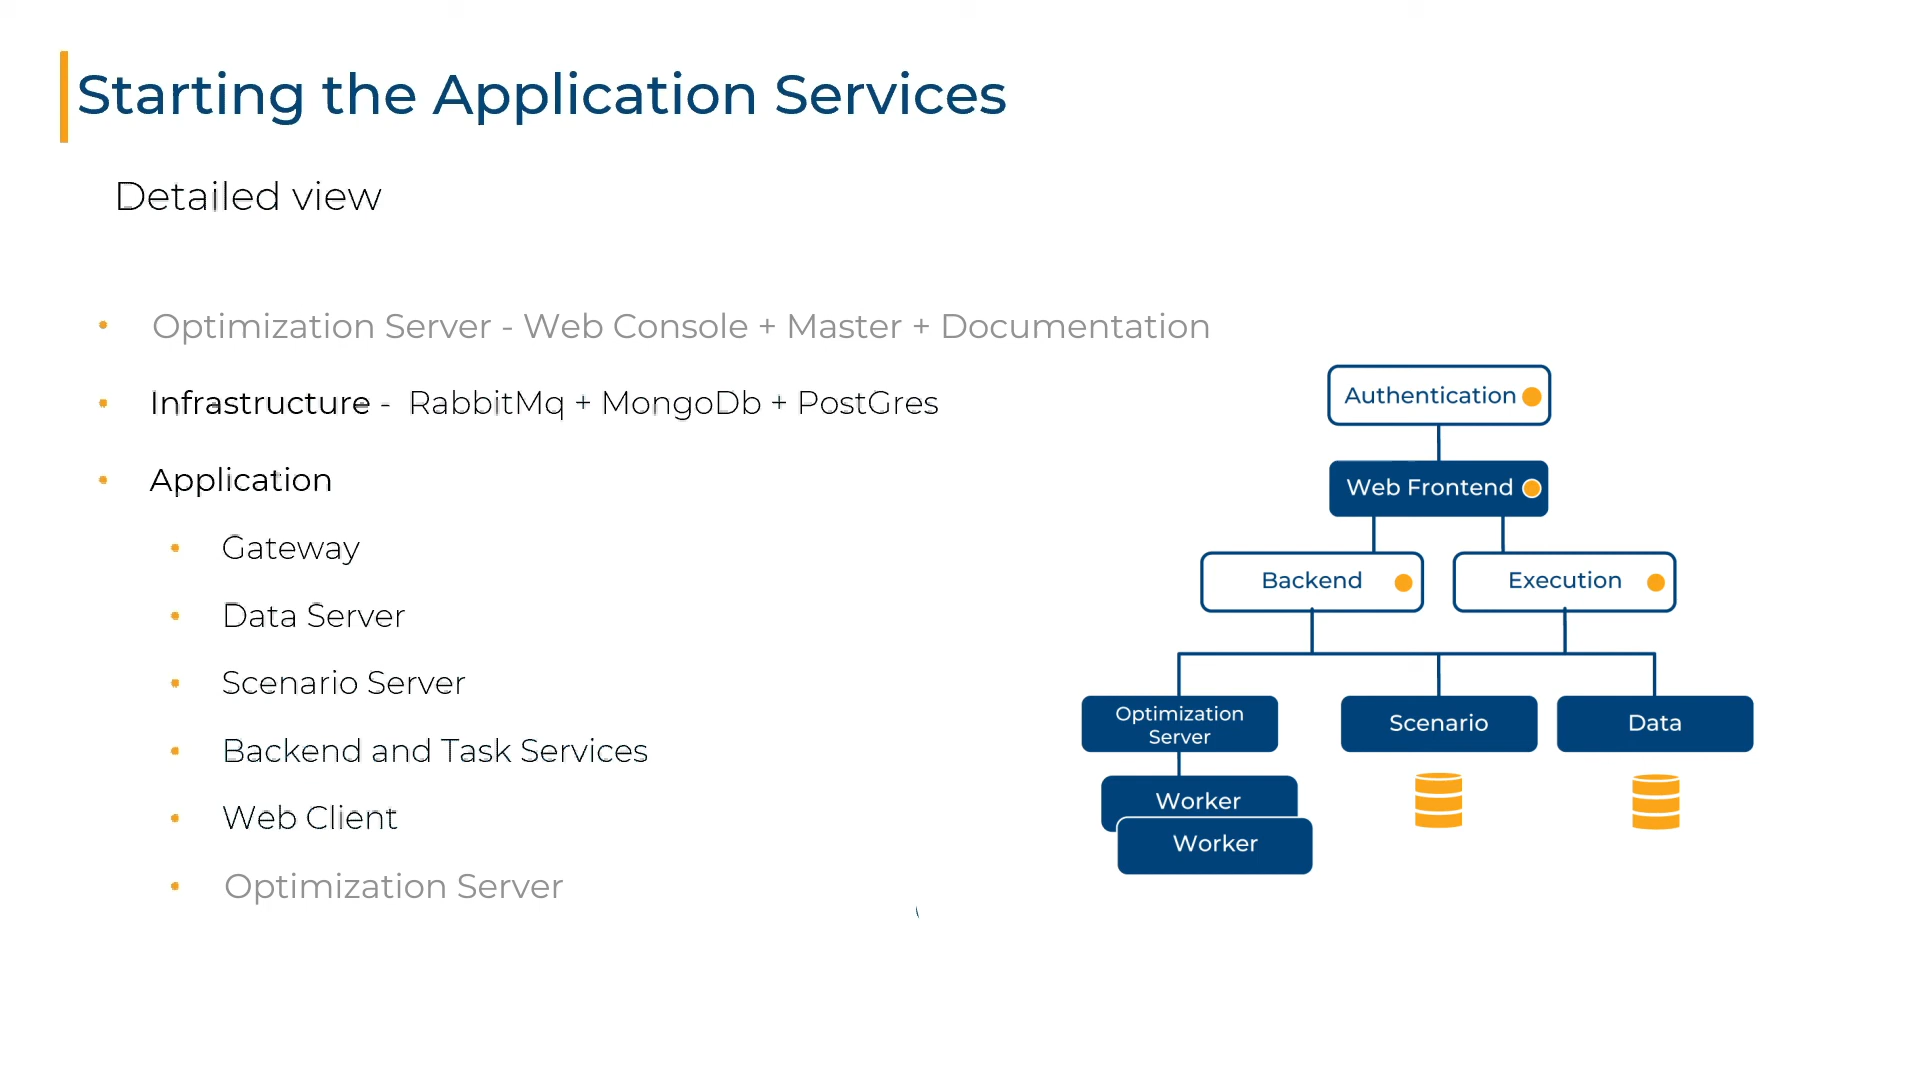 Starting the Application Services
Detailed view
• Optimization Server - Web Console + Master + Documentation
• Infrastructure - RabbitMq + MongoDb + PostGres
• Application
• Gateway
• Data Server
• Scenario Server
• Backend and Task Services
• Web Client
• Optimization Server
Authentication
Web Frontend
Backend
Execution
Optimization
Server
Scenario
Data
Worker
Worker